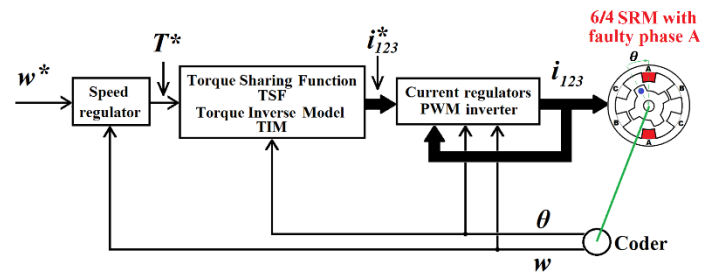 6/4 SRM with
faulty phase A
w*
T*
i*123
i123
θ
Speed
regulator
Torque Sharing Function
TSF
Torque Inverse Model
TIM
Current regulators
PWM inverter
A
B
C
A
B
C
θ
w
Coder